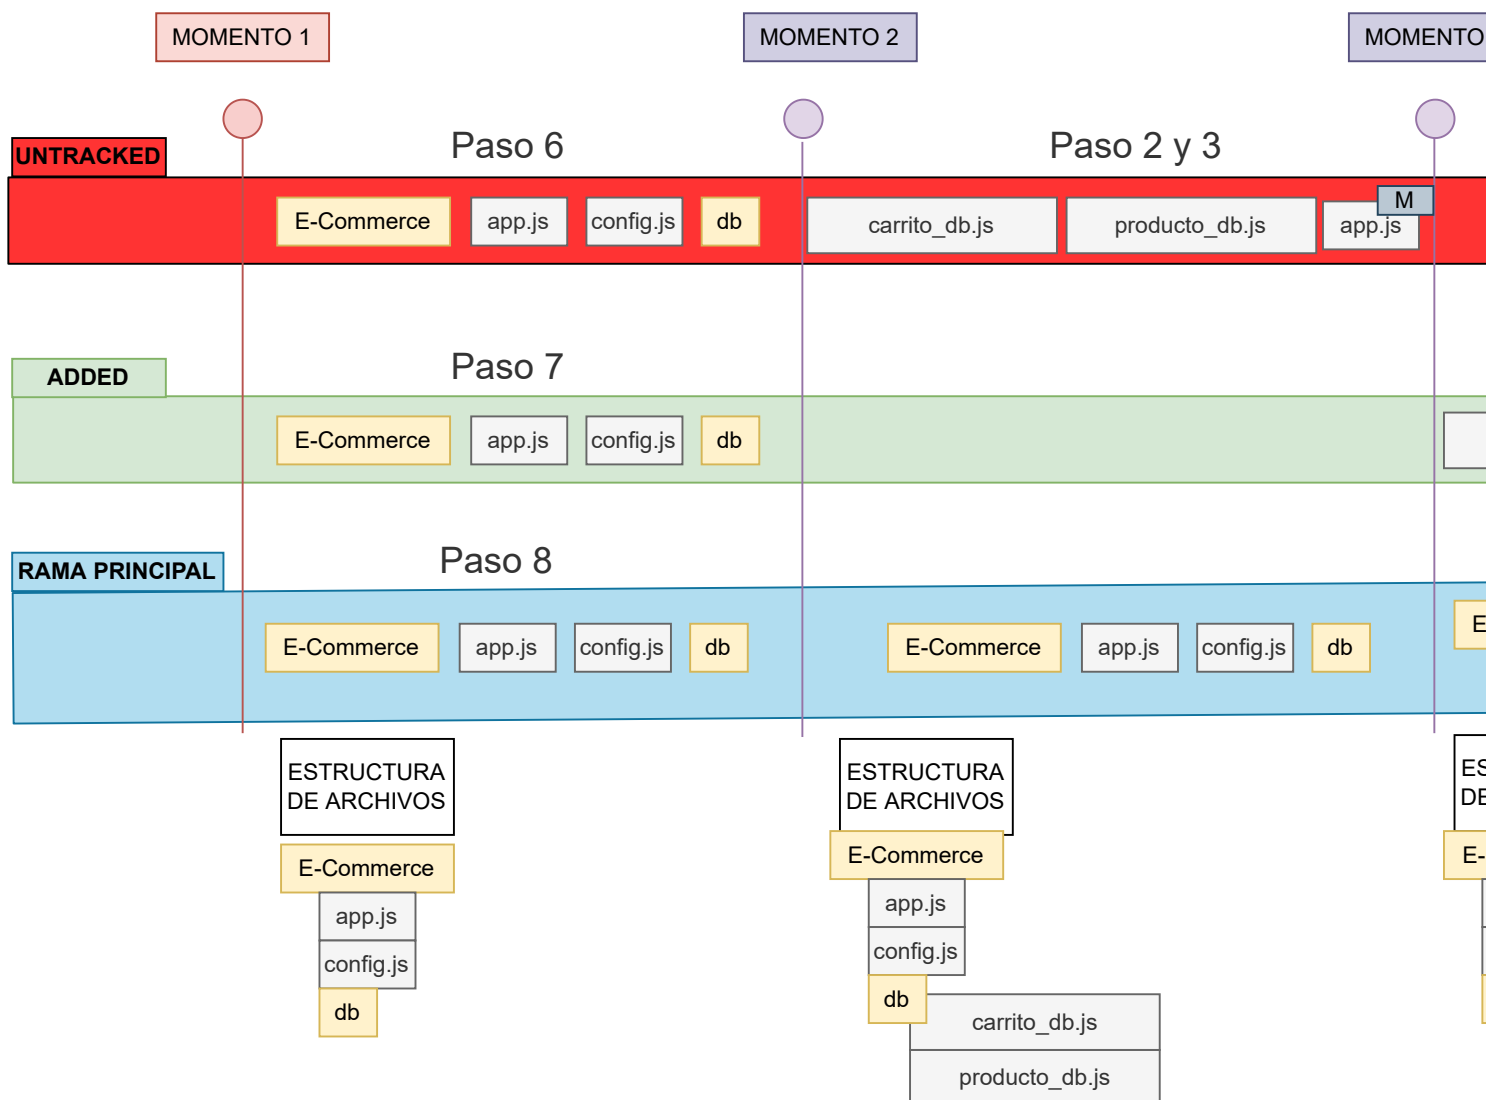 MOMENTO 1
MOMENTO 2
MOMENTO
UNTRACKED
Paso 6
Paso 2 y 3
E-Commerce
app.js
config.js
db
carrito_db.js
producto_db.js
app.js
M
ADDED
Paso 7
E-Commerce
app.js
config.js
db
RAMA PRINCIPAL
Paso 8
E-Commerce
app.js
config.js
db
E-Commerce
app.js
config.js
db
E
ESTRUCTURA
DE ARCHIVOS
E-Commerce
app.js
config.js
db
ESTRUCTURA
DE ARCHIVOS
E-Commerce
app.js
config.js
db
carrito_db.js
producto_db.js
ES
DE
E-